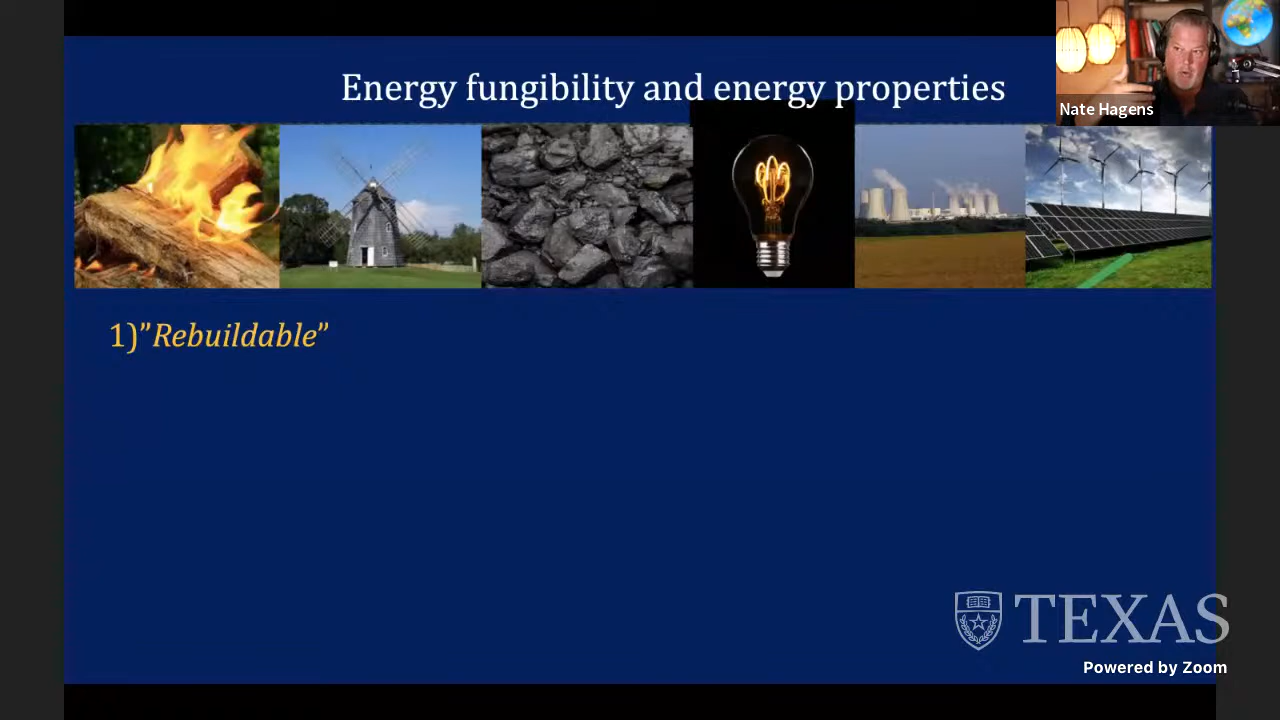 Energy fungibility and energy properties
Nate Hagens
1)”Rebuildable”
TEXAS
Powered by Zoom